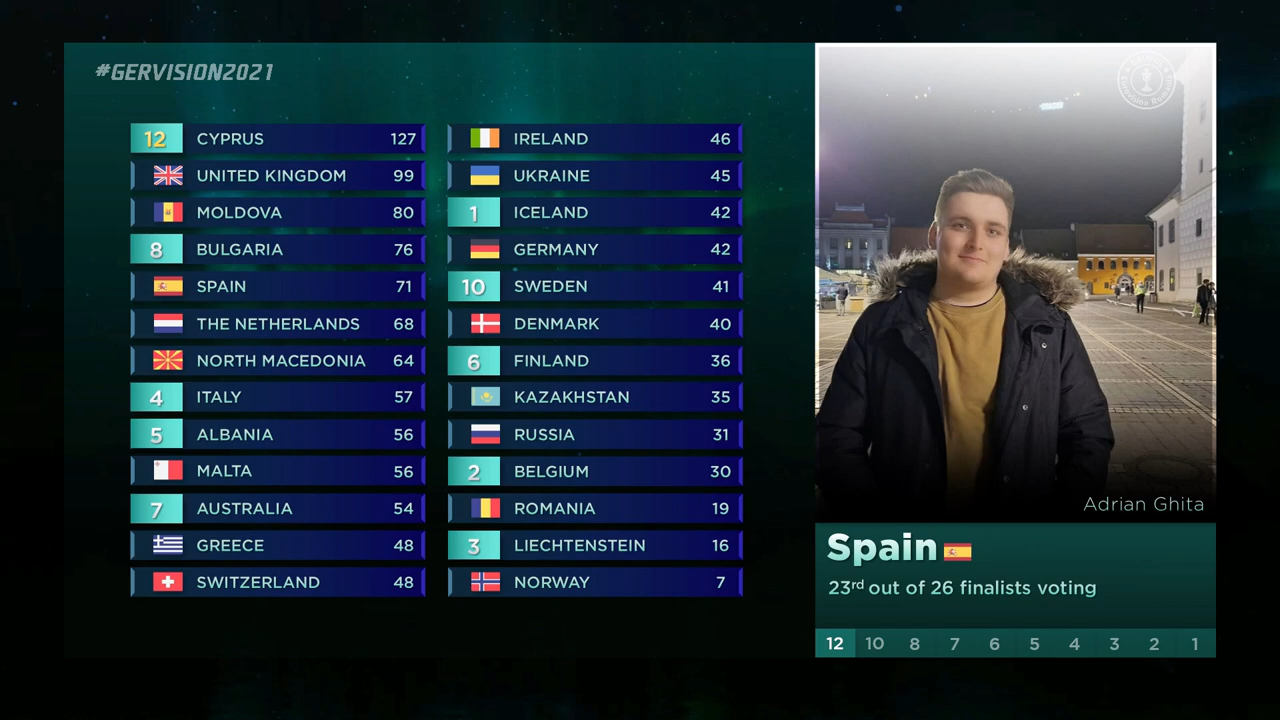 #GERVISION2021
12 CYPRUS 127
UNITED KINGDOM 99
MOLDOVA 80
8 BULGARIA 76
SPAIN 71
THE NETHERLANDS 68
NORTH MACEDONIA 64
4 ITALY 57
5 ALBANIA 56
MALTA 56
7 AUSTRALIA 54
GREECE 48
SWITZERLAND 48
IRELAND 46
UKRAINE 45
1 ICELAND 42
GERMANY 42
10 SWEDEN 41
DENMARK 40
6 FINLAND 36
KAZAKHSTAN 35
RUSSIA 31
2 BELGIUM 30
ROMANIA 19
3 LIECHTENSTEIN 16
NORWAY 7
Adrian Ghita
Spain
23rd out of 26 finalists voting
12 10 8 7 6 5 4 3 2 1